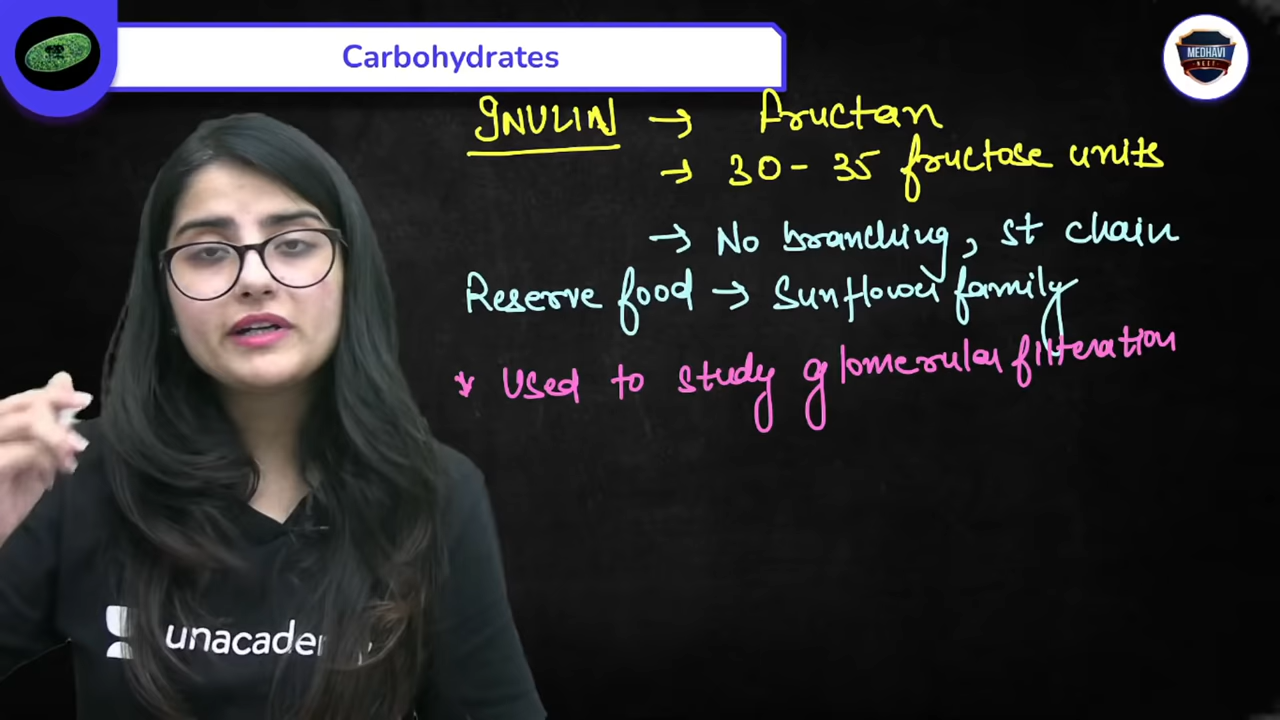 Carbohydrates
MEDHAVI
NEET
INULIN → fructan
→ 30 - 35 fructose units
→ No branching, st chain
Reserve food → Sunflower family
* Used to study glomerular filteration
unacade